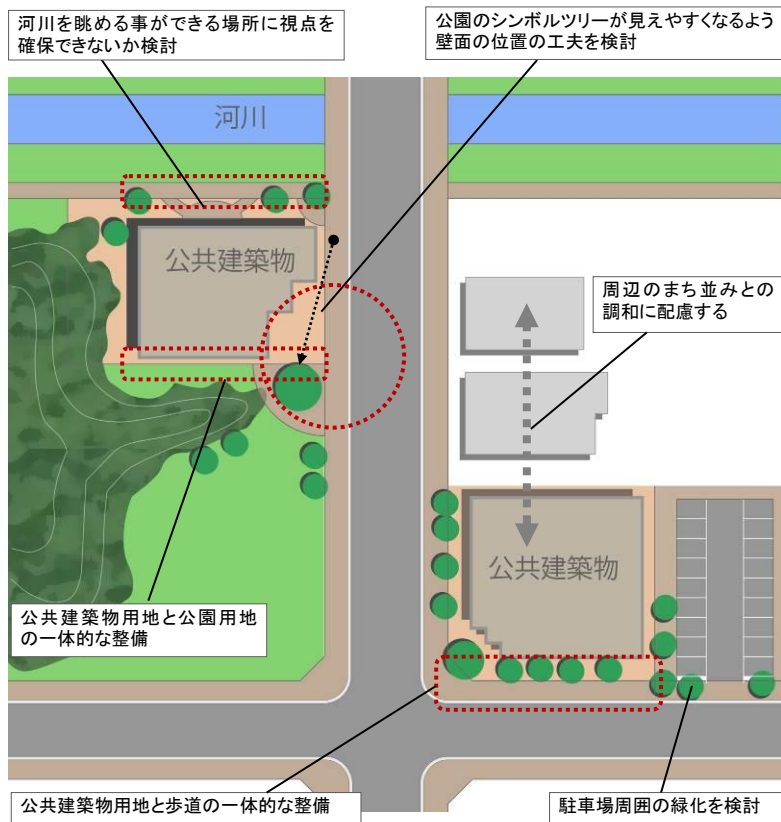 河川を眺める事ができる場所に視点を
確保できないか検討
公園のシンボルツリーが見えやすくなるよう
壁面の位置の工夫を検討
河川
公共建築物
周辺のまち並みとの
調和に配慮する
公共建築物
公共建築物用地と公園用地
の一体的な整備
公共建築物用地と歩道の一体的な整備
駐車場周囲の緑化を検討